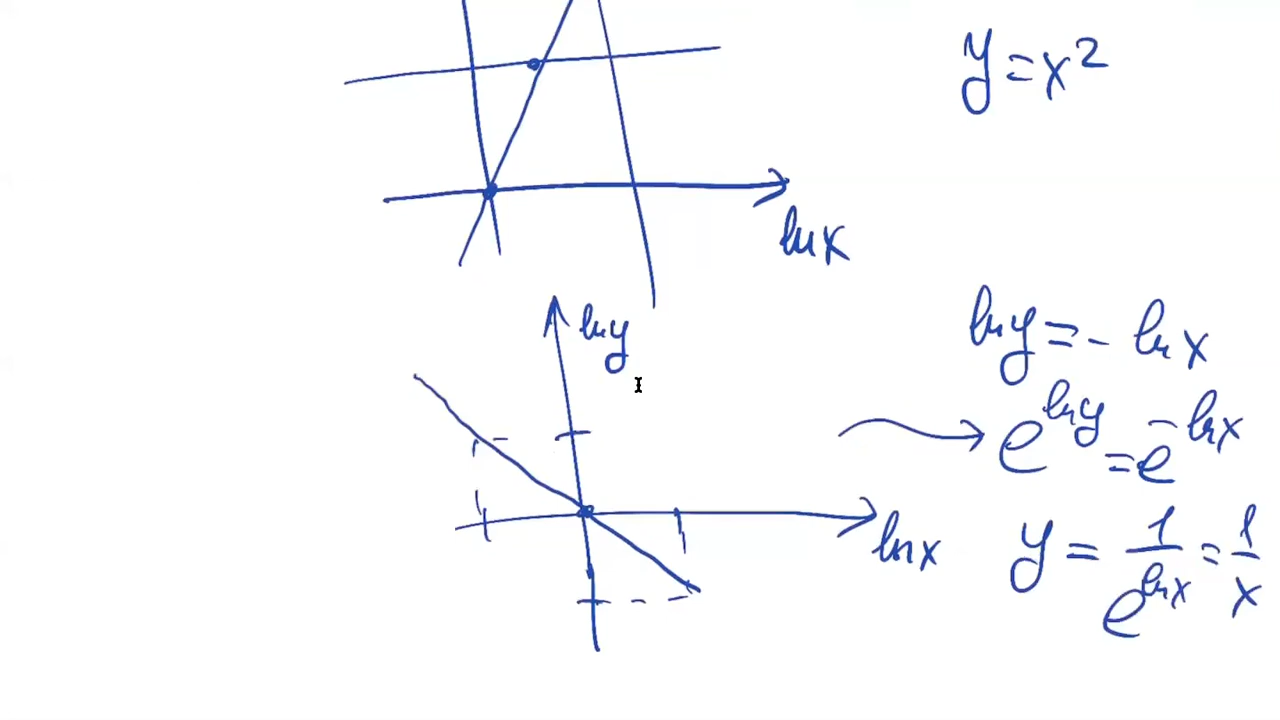 y = x²
ln x
ln y
ln y = - ln x
e^{ln y} = e^{- ln x}
ln x
y = 1/e^{ln x} = 1/x